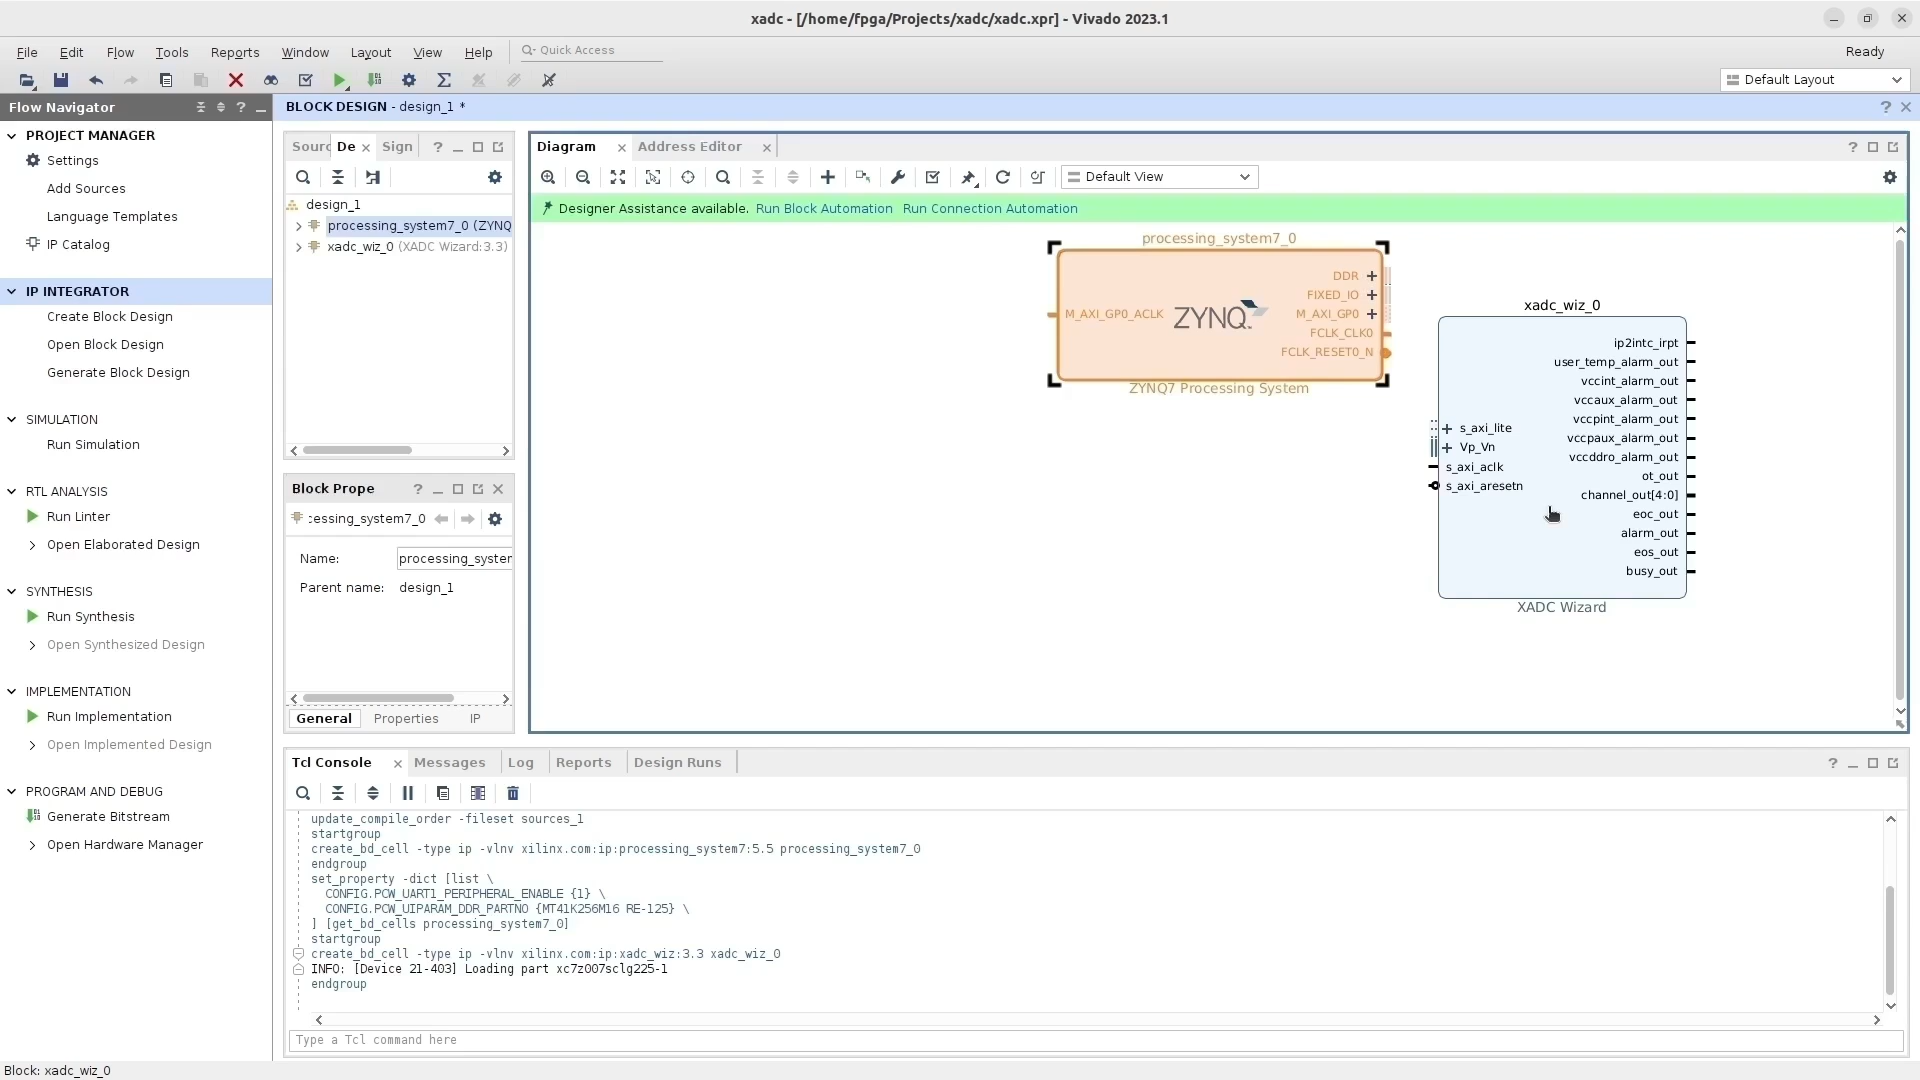 xadc - [/home/fpga/Projects/xadc/xadc.xpr] - Vivado 2023.1
File Edit Flow Tools Reports Window Layout View Help Quick Access
Ready
Default Layout
Flow Navigator
BLOCK DESIGN - design_1 *
PROJECT MANAGER
Settings
Add Sources
Language Templates
IP Catalog
IP INTEGRATOR
Create Block Design
Open Block Design
Generate Block Design
SIMULATION
Run Simulation
RTL ANALYSIS
Run Linter
Open Elaborated Design
SYNTHESIS
Run Synthesis
Open Synthesized Design
IMPLEMENTATION
Run Implementation
Open Implemented Design
PROGRAM AND DEBUG
Generate Bitstream
Open Hardware Manager
Sourc De Sign
design_1
processing_system7_0 (ZYNQ
xadc_wiz_0 (XADC Wizard:3.3)
Block Prope
cessing_system7_0
Name: processing_system
Parent name: design_1
General Properties IP
Diagram Address Editor
Default View
Designer Assistance available. Run Block Automation Run Connection Automation
processing_system7_0
DDR
FIXED_IO
M_AXI_GP0_ACLK
ZYNQ
M_AXI_GP0
FCLK_CLK0
FCLK_RESET0_N
ZYNQ7 Processing System
xadc_wiz_0
ip2intc_irpt
user_temp_alarm_out
vccint_alarm_out
vccaux_alarm_out
vccpint_alarm_out
s_axi_lite
vccpaux_alarm_out
Vp_Vn
vccddro_alarm_out
s_axi_aclk
ot_out
s_axi_aresetn
channel_out[4:0]
eoc_out
alarm_out
eos_out
busy_out
XADC Wizard
Tcl Console Messages Log Reports Design Runs
update_compile_order -fileset sources_1
startgroup
create_bd_cell -type ip -vlnv xilinx.com:ip:processing_system7:5.5 processing_system7_0
endgroup
set_property -dict [list \
CONFIG.PCW_UART1_PERIPHERAL_ENABLE {1} \
CONFIG.PCW_UIPARAM_DDR_PARTNO {MT41K256M16 RE-125} \
] [get_bd_cells processing_system7_0]
startgroup
create_bd_cell -type ip -vlnv xilinx.com:ip:xadc_wiz:3.3 xadc_wiz_0
INFO: [Device 21-403] Loading part xc7z007sclg225-1
endgroup
Type a Tcl command here
Block: xadc_wiz_0